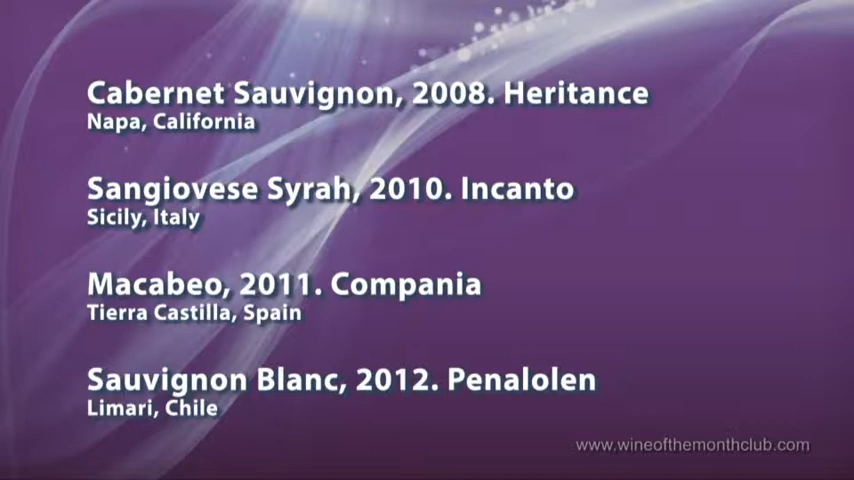 Cabernet Sauvignon, 2008. Heritance
Napa, California
Sangiovese Syrah, 2010. Incanto
Sicily, Italy
Macabeo, 2011. Compania
Tierra Castilla, Spain
Sauvignon Blanc, 2012. Penalolen
Limari, Chile
www.wineofthemonthclub.com